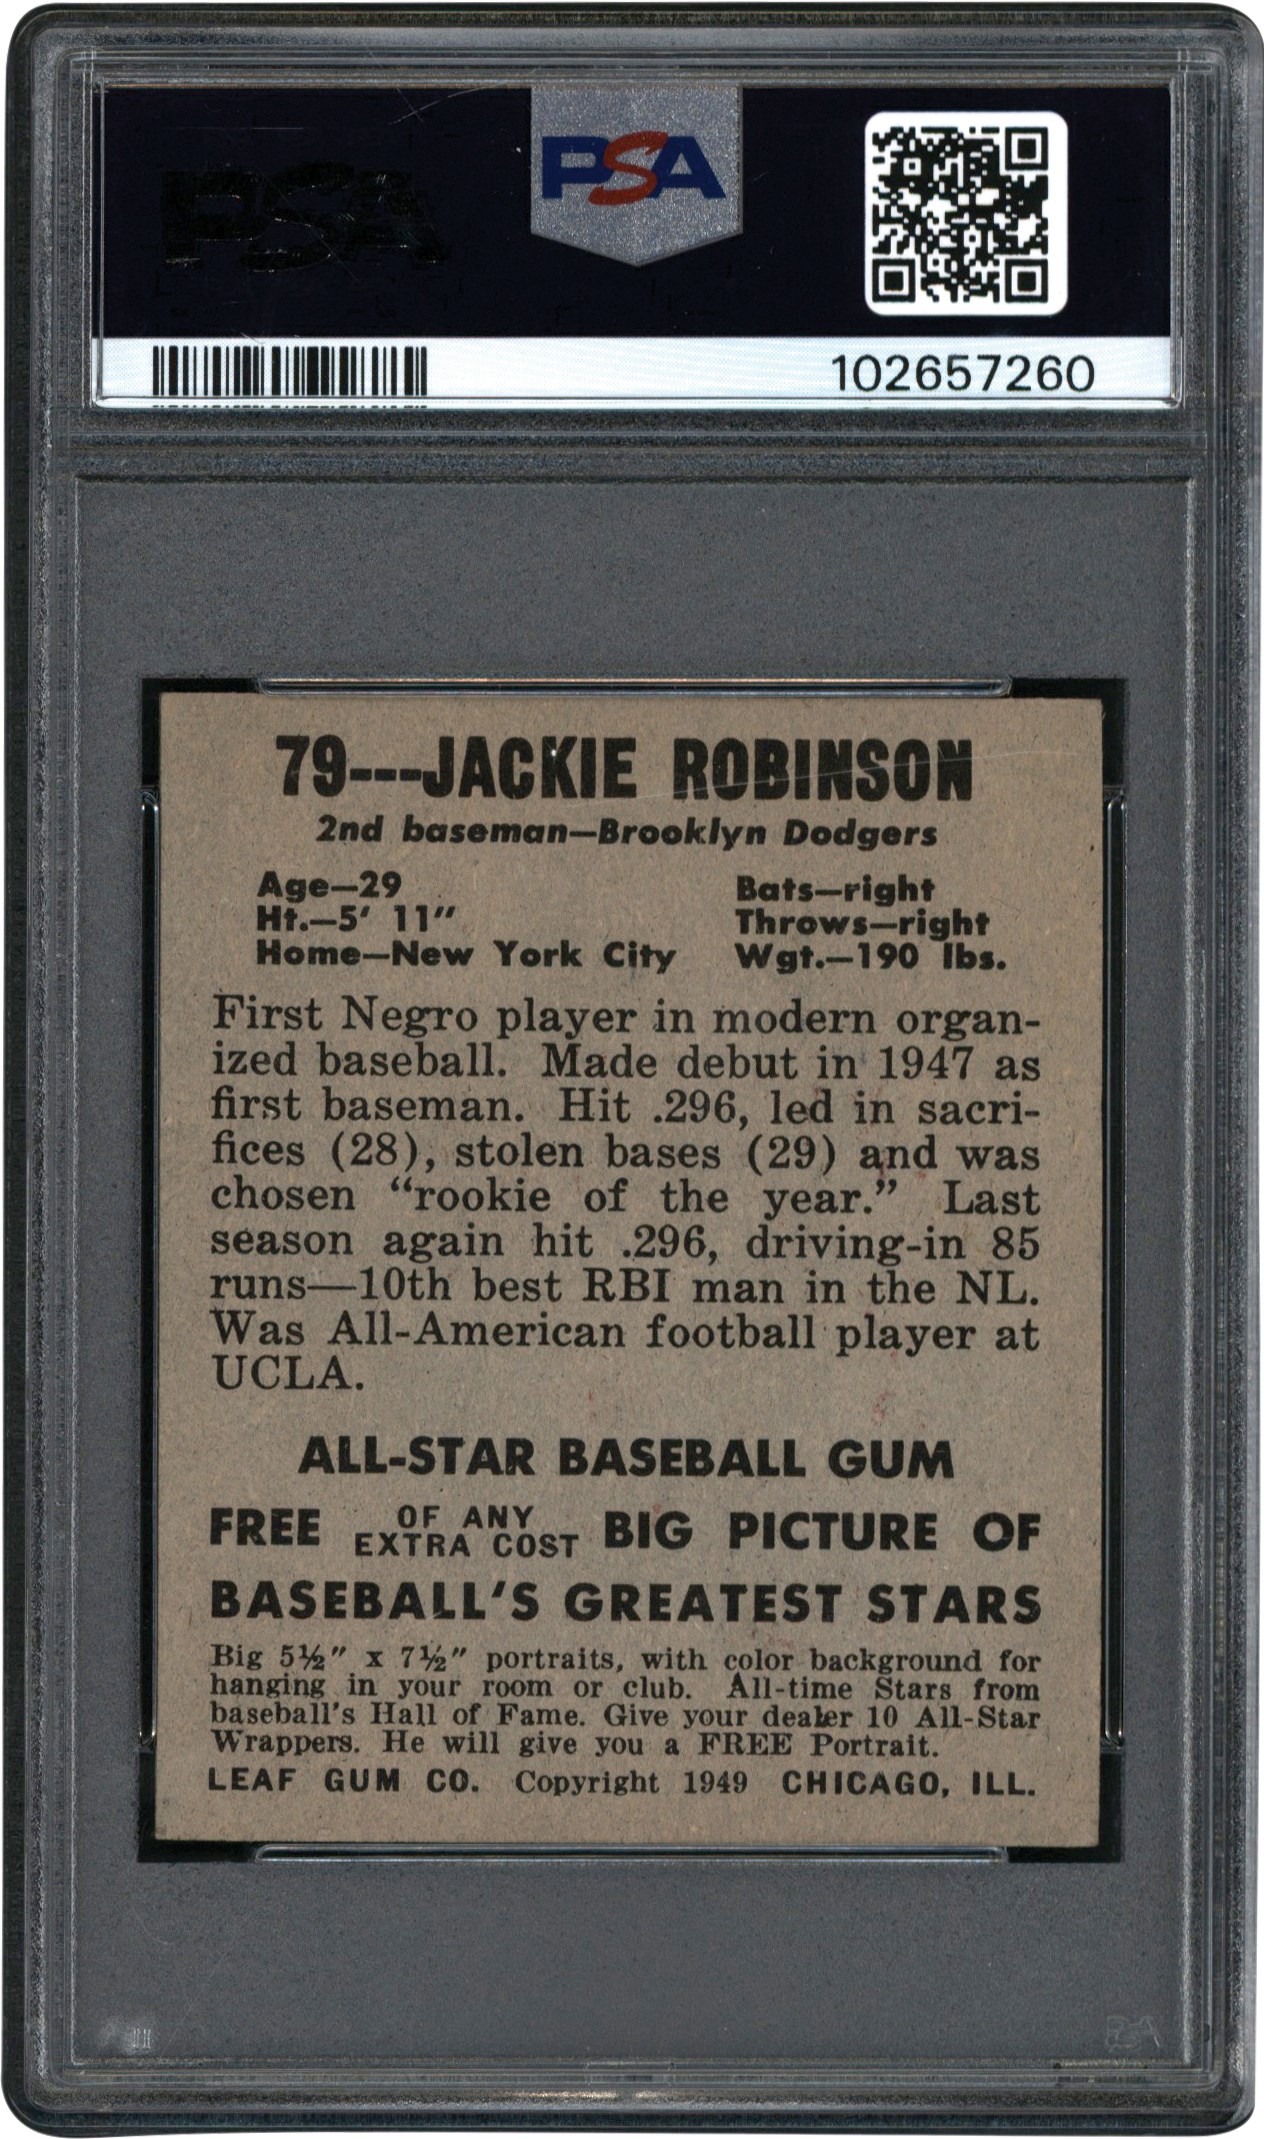 PSA
PSA
102657260
79---JACKIE ROBINSON
2nd baseman—Brooklyn Dodgers
Age—29 Bats—right
Ht.—5' 11" Throws—right
Home—New York City Wgt.—190 lbs.
First Negro player in modern organ-
ized baseball. Made debut in 1947 as
first baseman. Hit .296, led in sacri-
fices (28), stolen bases (29) and was
chosen "rookie of the year." Last
season again hit .296, driving-in 85
runs—10th best RBI man in the NL.
Was All-American football player at
UCLA.
ALL-STAR BASEBALL GUM
FREE OF ANY EXTRA COST BIG PICTURE OF
BASEBALL'S GREATEST STARS
Big 5½" x 7½" portraits, with color background for
hanging in your room or club. All-time Stars from
baseball's Hall of Fame. Give your dealer 10 All-Star
Wrappers. He will give you a FREE Portrait.
LEAF GUM CO. Copyright 1949 CHICAGO, ILL.
PSA